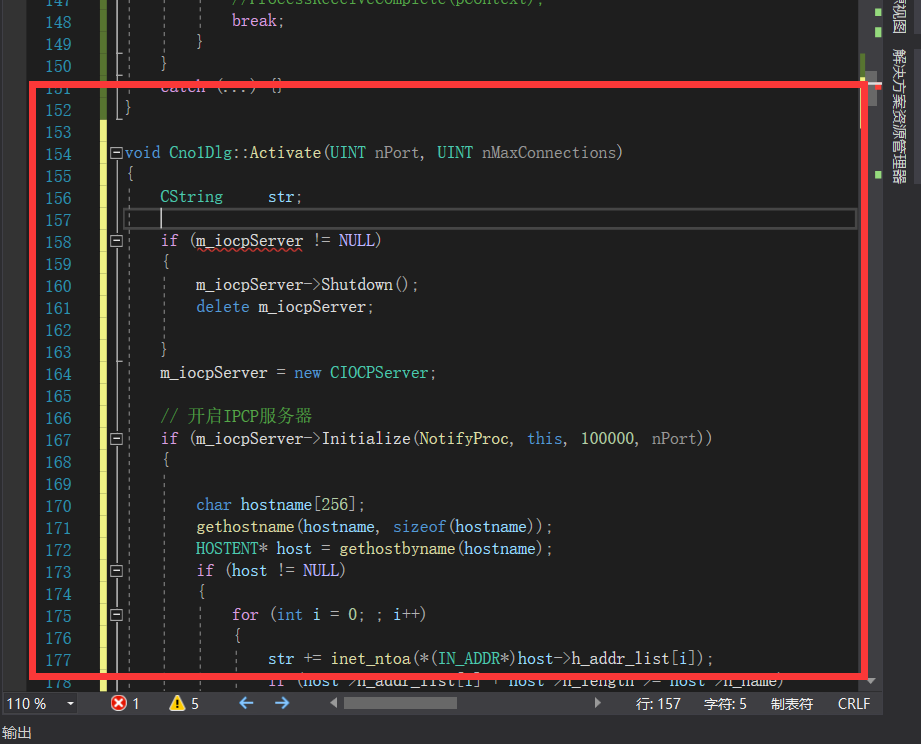 147 //ProcessReceiveComplete(pContext);
148 break;
149 }
150 }
151 catch (...) {}
152 }
153
154 void Cno1Dlg::Activate(UINT nPort, UINT nMaxConnections)
155 {
156 CString str;
157
158 if (m_iocpServer != NULL)
159 {
160 m_iocpServer->Shutdown();
161 delete m_iocpServer;
162
163 }
164 m_iocpServer = new CIOCPServer;
165
166 // 开启IPCP服务器
167 if (m_iocpServer->Initialize(NotifyProc, this, 100000, nPort))
168 {
169
170 char hostname[256];
171 gethostname(hostname, sizeof(hostname));
172 HOSTENT* host = gethostbyname(hostname);
173 if (host != NULL)
174 {
175 for (int i = 0; ; i++)
176 {
177 str += inet_ntoa(*(IN_ADDR*)host->h_addr_list[i]);
178 if (host->h_addr_list[i] + host->h_length >= host->h_name)
110 % 1 5 行: 157 字符: 5 制表符 CRLF
输出
解决方案资源管理器